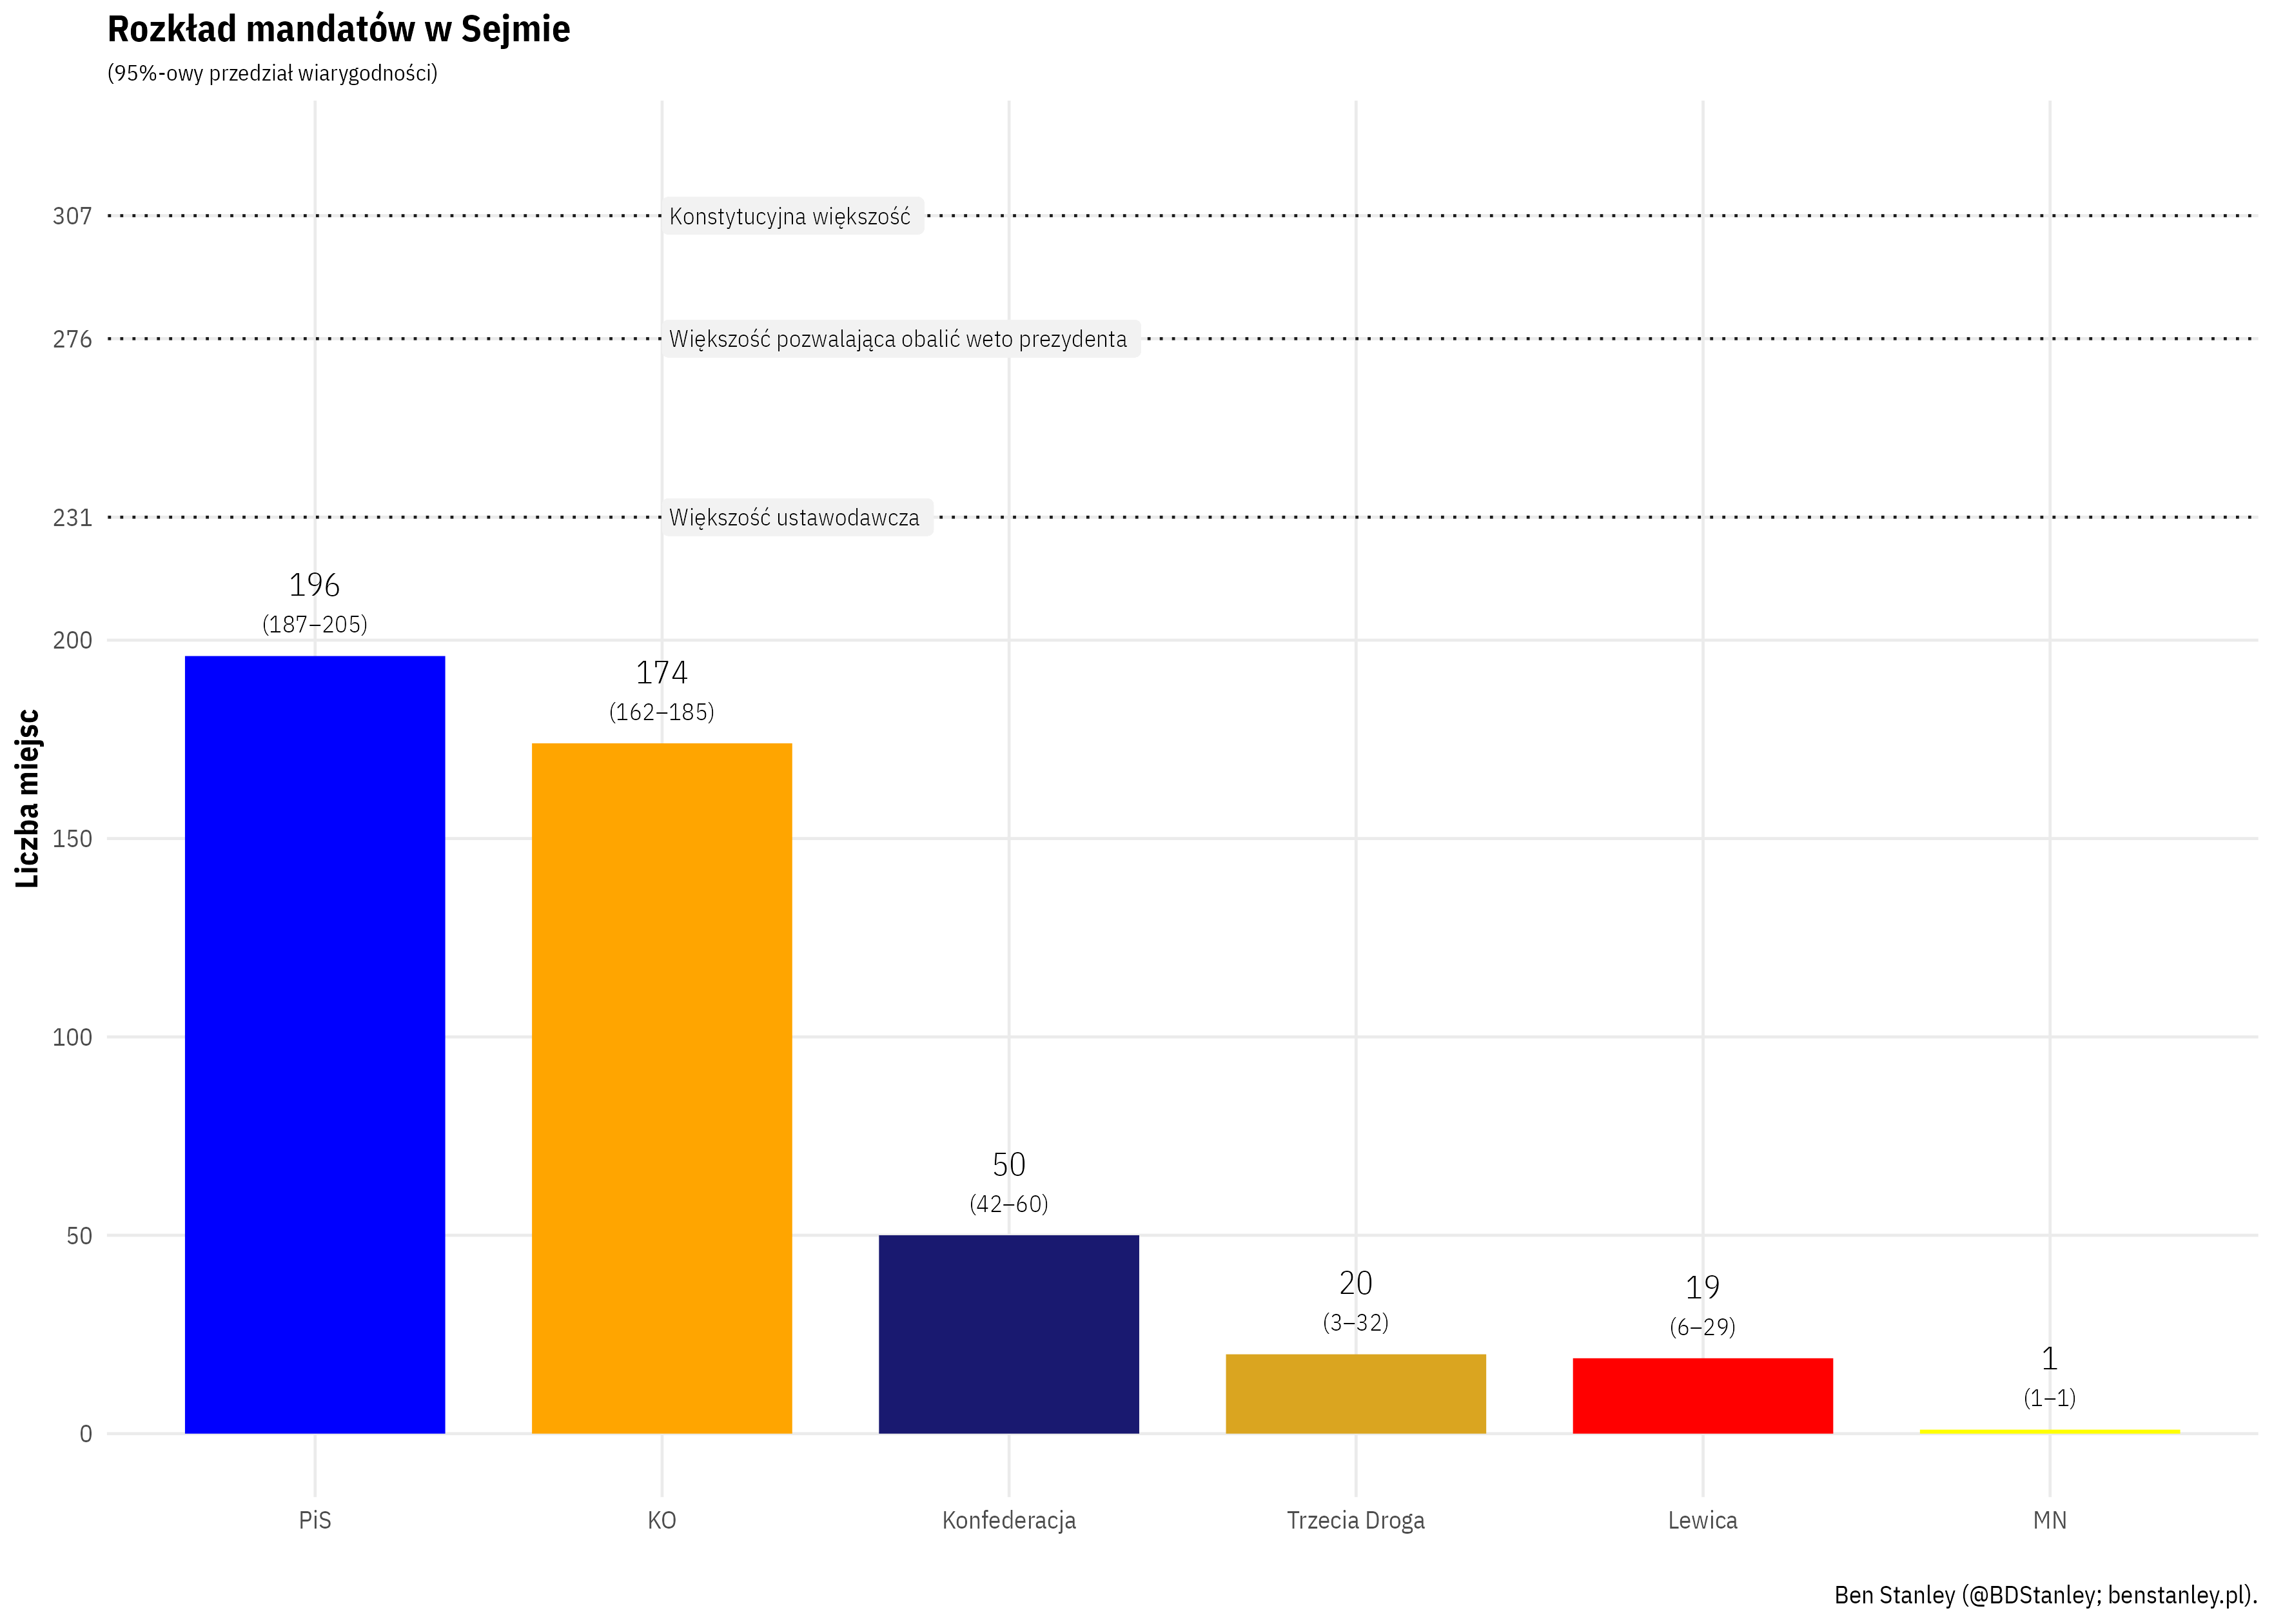 Rozkład mandatów w Sejmie
(95%-owy przedział wiarygodności)
307
Konstytucyjna większość
276
Większość pozwalająca obalić weto prezydenta
231
Większość ustawodawcza
196
(187–205)
200
174
(162–185)
Liczba miejsc
150
100
50
(42–60)
50
20
(3–32)
19
(6–29)
1
(1–1)
0
PiS
KO
Konfederacja
Trzecia Droga
Lewica
MN
Ben Stanley (@BDStanley; benstanley.pl).